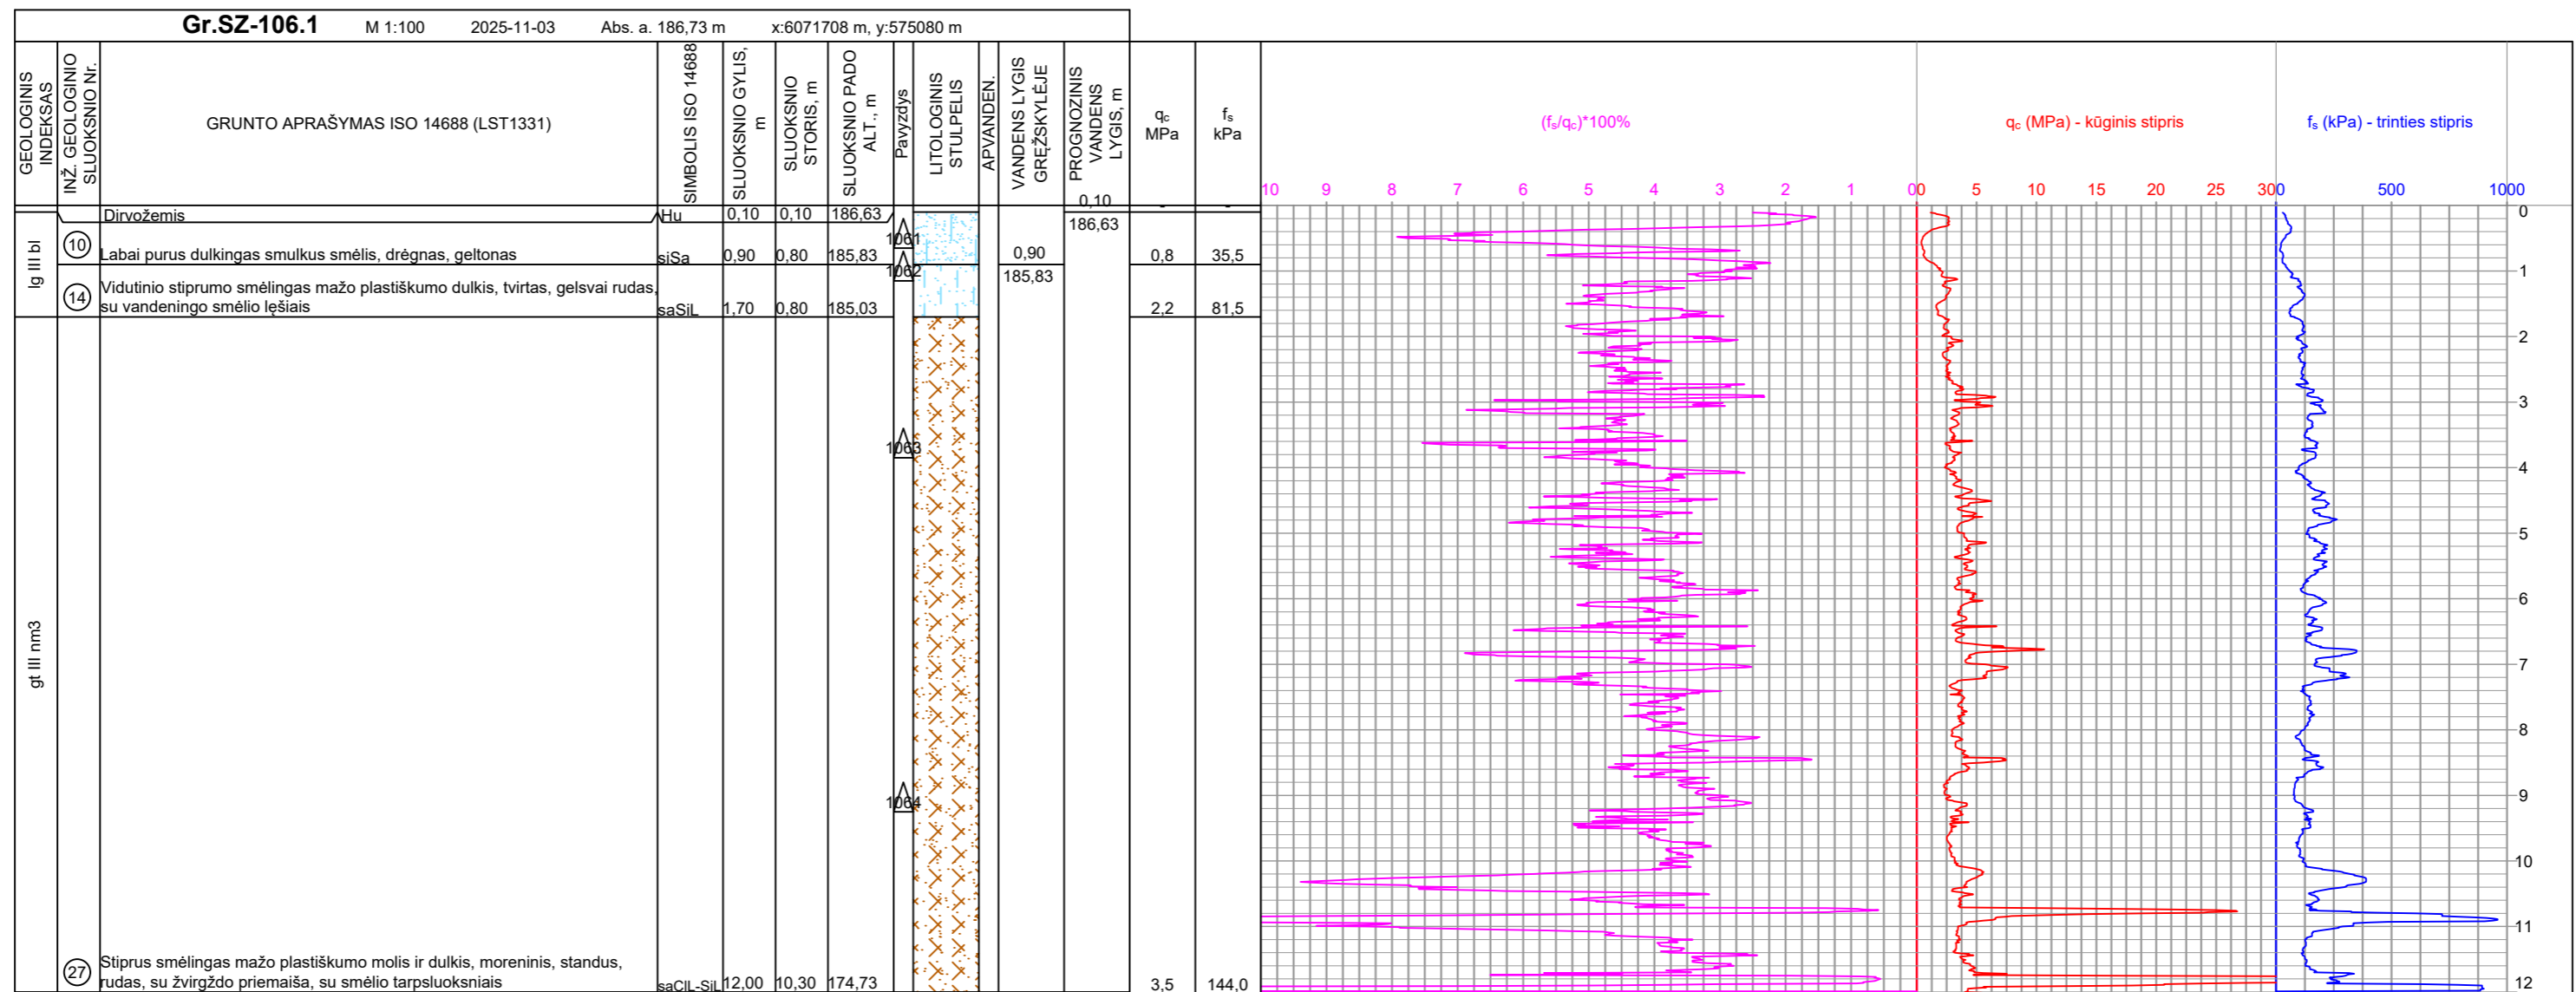 Gr.SZ-106.1 M 1:100 2025-11-03 Abs. a. 186,73 m x:6071708 m, y:575080 m
GEOLOGINIS
INDEKSAS
INŽ. GEOLOGINIO
SLUOKSNIO Nr.
GRUNTO APRAŠYMAS ISO 14688 (LST1331)
SIMBOLIS ISO 14688
SLUOKSNIO GYLIS,
m
SLUOKSNIO
STORIS, m
SLUOKSNIO PADO
ALT., m
Pavyzdys
LITOLOGINIS
STULPELIS
APVANDEN.
VANDENS LYGIS
GRĘŽSKYLĖJE
PROGNOZINIS
VANDENS
LYGIS, m
qc
MPa
fs
kPa
(fs/qc)*100%
qc (MPa) - kūginis stipris
fs (kPa) - trinties stipris
10 9 8 7 6 5 4 3 2 1 0
0 5 10 15 20 25 30
0 500 1000
0,10
186,63
lg III bl
Dirvožemis Hu 0,10 0,10 186,63
1061
10 Labai purus dulkingas smulkus smėlis, drėgnas, geltonas siSa 0,90 0,80 185,83 0,90 0,8 35,5
1062
185,83
14 Vidutinio stiprumo smėlingas mažo plastiškumo dulkis, tvirtas, gelsvai rudas,
su vandeningo smėlio lęšiais saSiL 1,70 0,80 185,03 2,2 81,5
1063
gt III nm3
1064
27 Stiprus smėlingas mažo plastiškumo molis ir dulkis, moreninis, standus,
rudas, su žvirgždo priemaiša, su smėlio tarpsluoksniais saClL-SiL 12,00 10,30 174,73 3,5 144,0
0
1
2
3
4
5
6
7
8
9
10
11
12